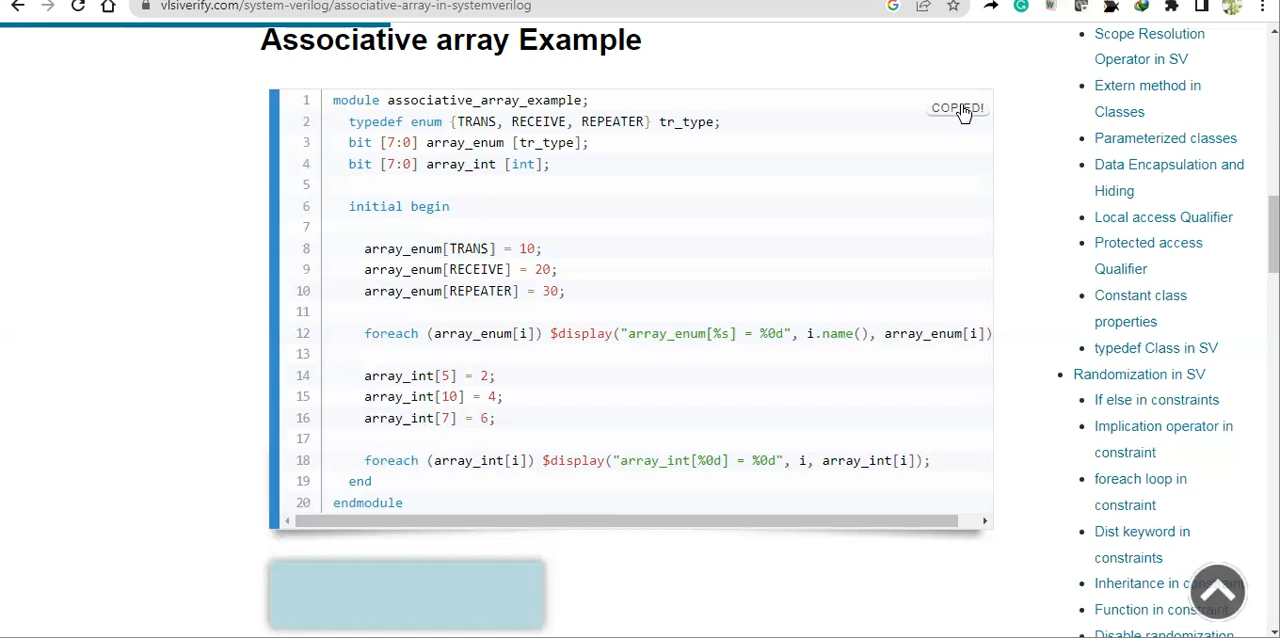 vlsiverify.com/system-verilog/associative-array-in-systemverilog
Associative array Example
COPIED!
1 module associative_array_example;
2 typedef enum {TRANS, RECEIVE, REPEATER} tr_type;
3 bit [7:0] array_enum [tr_type];
4 bit [7:0] array_int [int];
5
6 initial begin
7
8 array_enum[TRANS] = 10;
9 array_enum[RECEIVE] = 20;
10 array_enum[REPEATER] = 30;
11
12 foreach (array_enum[i]) $display("array_enum[%s] = %0d", i.name(), array_enum[i])
13
14 array_int[5] = 2;
15 array_int[10] = 4;
16 array_int[7] = 6;
17
18 foreach (array_int[i]) $display("array_int[%0d] = %0d", i, array_int[i]);
19 end
20 endmodule
Scope Resolution
Operator in SV
Extern method in
Classes
Parameterized classes
Data Encapsulation and
Hiding
Local access Qualifier
Protected access
Qualifier
Constant class
properties
typedef Class in SV
Randomization in SV
If else in constraints
Implication operator in
constraint
foreach loop in
constraint
Dist keyword in
constraints
Inheritance in constraint
Function in constraint
Disable randomization